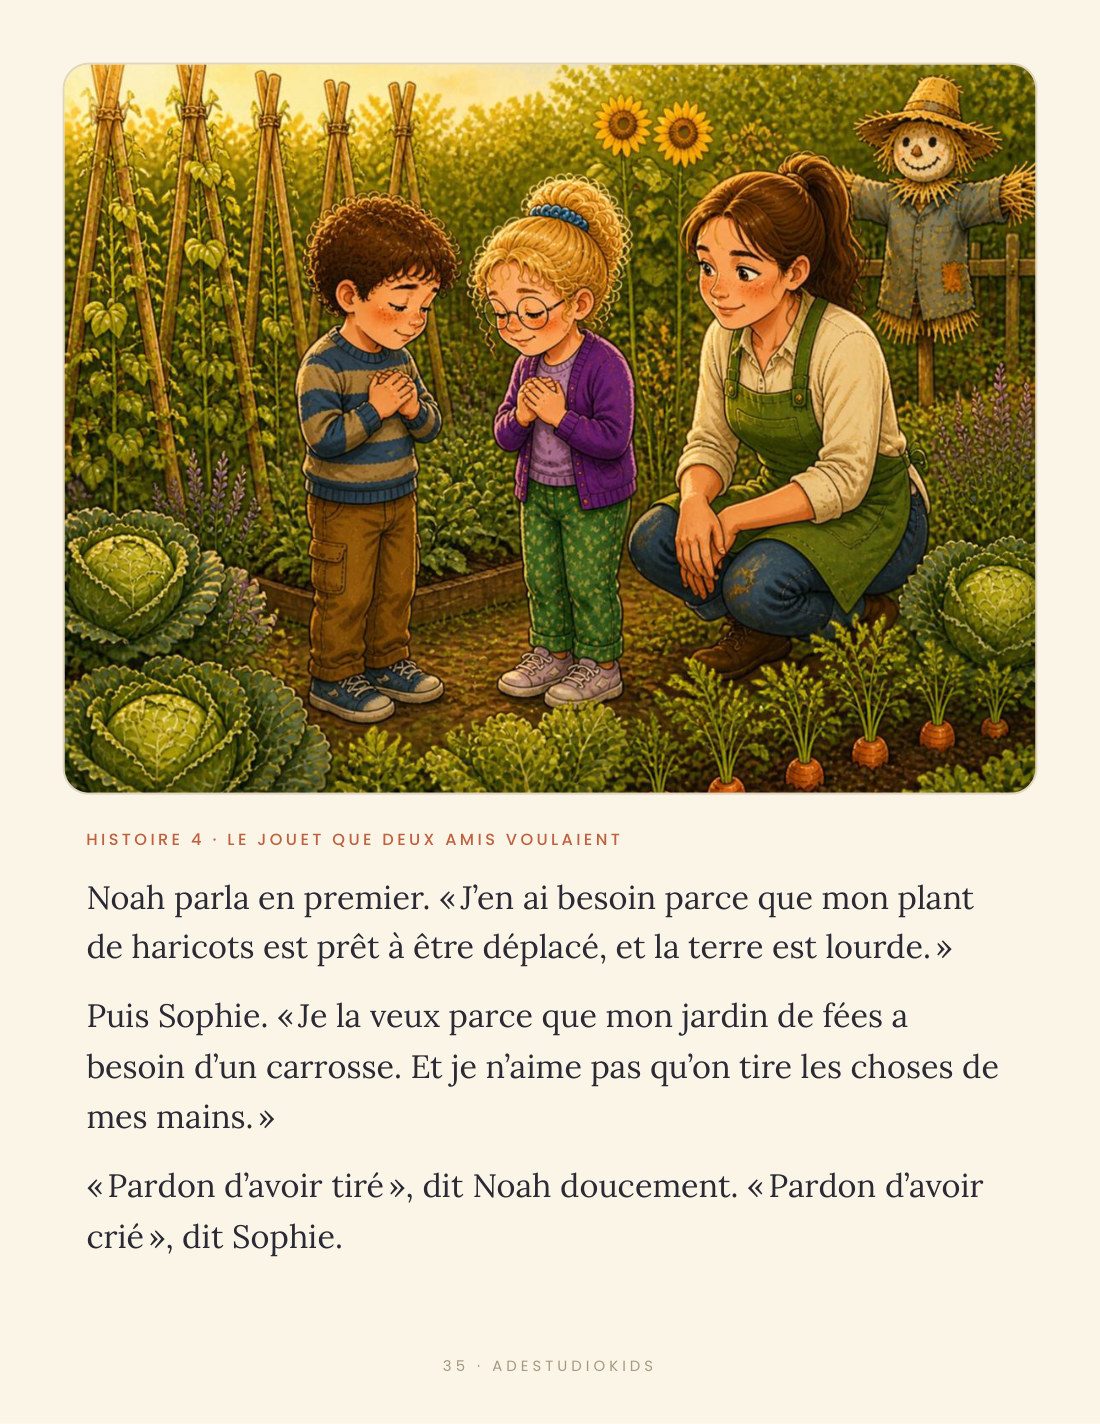 HISTOIRE 4 · LE JOUET QUE DEUX AMIS VOULAIENT
Noah parla en premier. « J’en ai besoin parce que mon plant
de haricots est prêt à être déplacé, et la terre est lourde. »
Puis Sophie. « Je la veux parce que mon jardin de fées a
besoin d’un carrosse. Et je n’aime pas qu’on tire les choses de
mes mains. »
« Pardon d’avoir tiré », dit Noah doucement. « Pardon d’avoir
crié », dit Sophie.
35 · ADESTUDIOKIDS